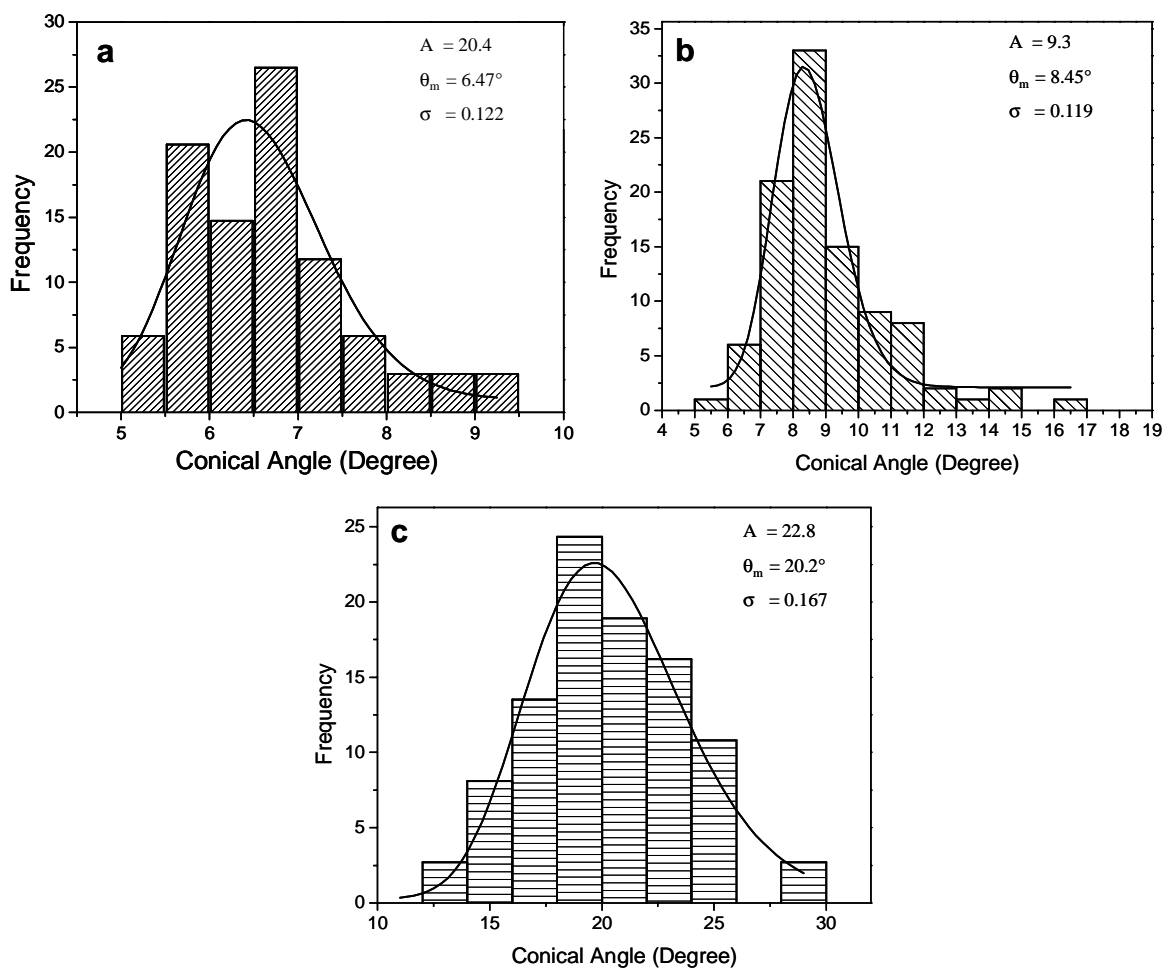 a
A = 20.4
θm = 6.47°
σ = 0.122
30
25
20
15
10
5
0
Frequency
5 6 7 8 9 10
Conical Angle (Degree)
b
A = 9.3
θm = 8.45°
σ = 0.119
35
30
25
20
15
10
5
0
Frequency
4 5 6 7 8 9 10 11 12 13 14 15 16 17 18 19
Conical Angle (Degree)
c
A = 22.8
θm = 20.2°
σ = 0.167
25
20
15
10
5
0
Frequency
10 15 20 25 30
Conical Angle (Degree)